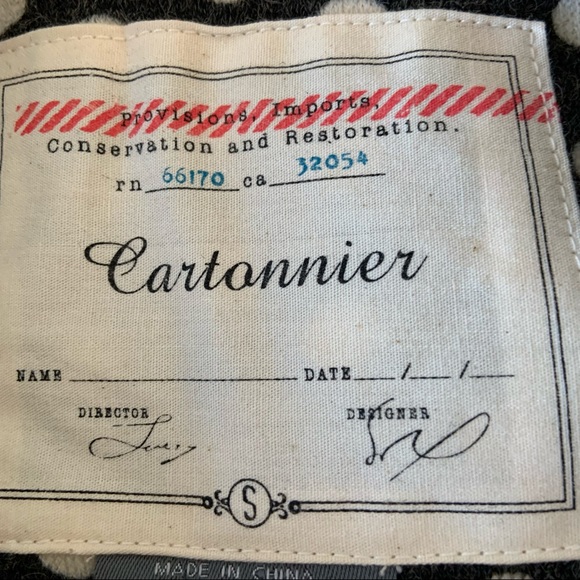 Provisions, Imports,
Conservation and Restoration.
rn 66170 ca 32054
Cartonnier
NAME DATE / /
DIRECTOR DESIGNER
S
MADE IN CHINA